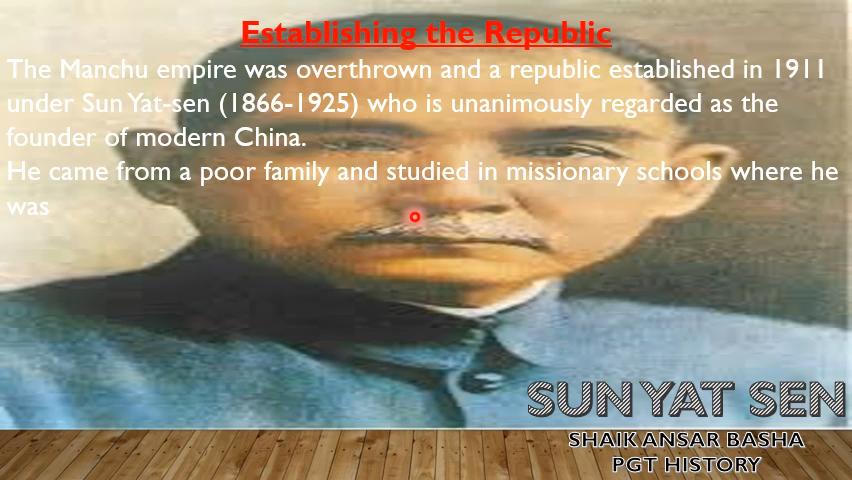 Establishing the Republic
The Manchu empire was overthrown and a republic established in 1911
under Sun Yat-sen (1866-1925) who is unanimously regarded as the
founder of modern China.
He came from a poor family and studied in missionary schools where he
was
SUN YAT SEN
SHAIK ANSAR BASHA
PGT HISTORY